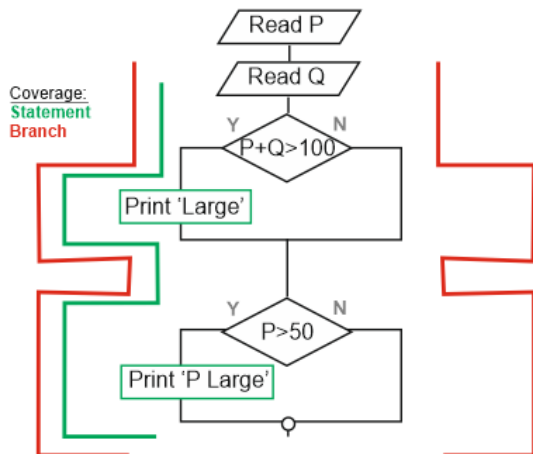 Read P
Read Q
Coverage:
Statement
Branch
Y N
P+Q>100
Print 'Large'
Y N
P>50
Print 'P Large'